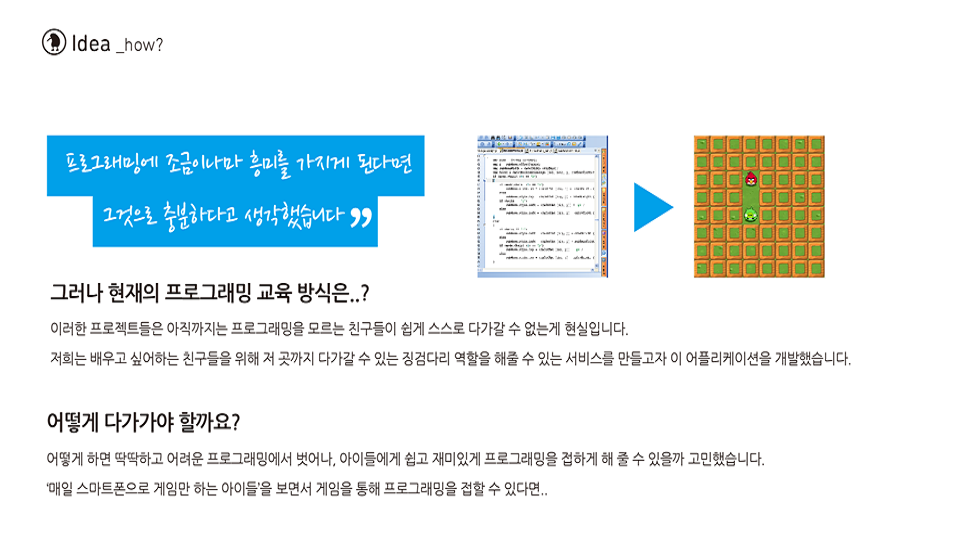 Idea _how?
프로그래밍에 조금이나마 흥미를 가지게 된다면
그것으로 충분하다고 생각했습니다 ”
그러나 현재의 프로그래밍 교육 방식은..?
이러한 프로젝트들은 아직까지는 프로그래밍을 모르는 친구들이 쉽게 스스로 다가갈 수 없는게 현실입니다.
저희는 배우고 싶어하는 친구들을 위해 저 곳까지 다가갈 수 있는 징검다리 역할을 해줄 수 있는 서비스를 만들고자 이 어플리케이션을 개발했습니다.
어떻게 다가가야 할까요?
어떻게 하면 딱딱하고 어려운 프로그래밍에서 벗어나, 아이들에게 쉽고 재미있게 프로그래밍을 접하게 해 줄 수 있을까 고민했습니다.
‘매일 스마트폰으로 게임만 하는 아이들’을 보면서 게임을 통해 프로그래밍을 접할 수 있다면..